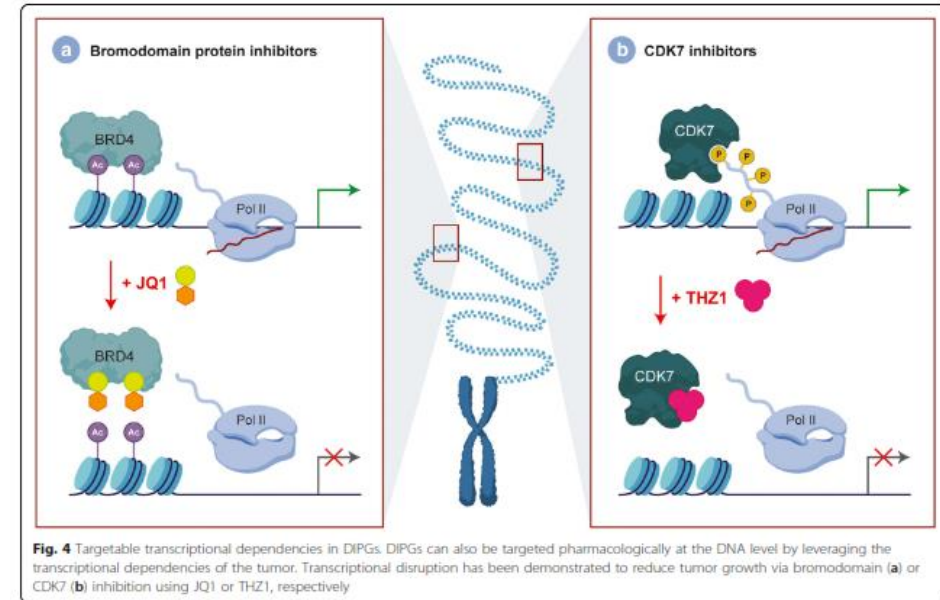 a Bromodomain protein inhibitors
BRD4
Ac Ac
Pol II
+ JQ1
BRD4
Ac Ac
Pol II
b CDK7 inhibitors
CDK7
P P
P
P
Pol II
+ THZ1
CDK7
Pol II
Fig. 4 Targetable transcriptional dependencies in DIPGs. DIPGs can also be targeted pharmacologically at the DNA level by leveraging the
transcriptional dependencies of the tumor. Transcriptional disruption has been demonstrated to reduce tumor growth via bromodomain (a) or
CDK7 (b) inhibition using JQ1 or THZ1, respectively